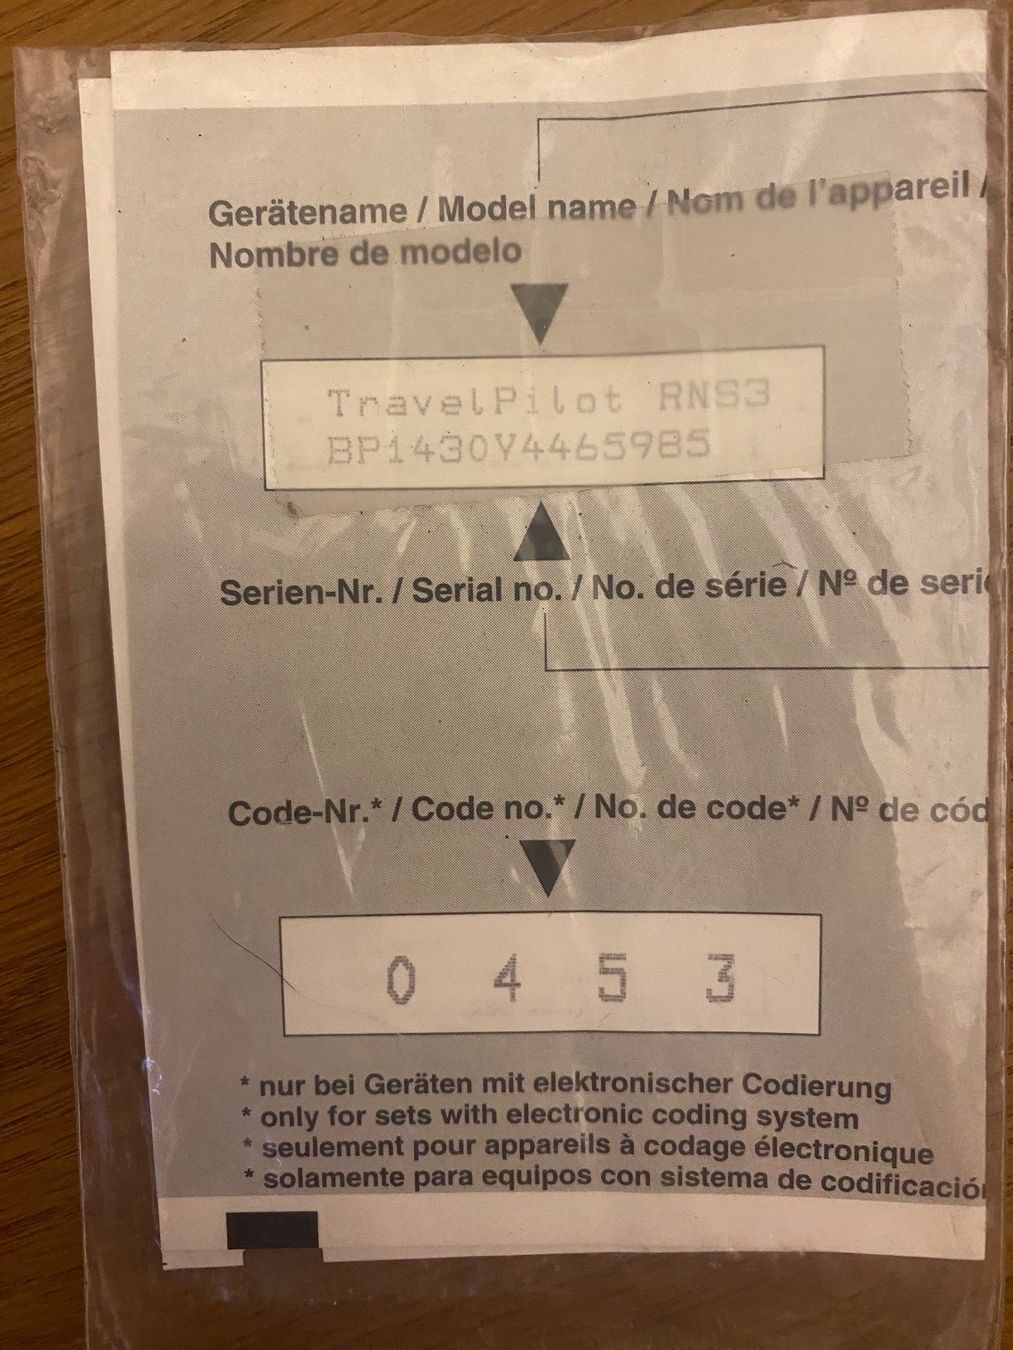 Gerätename / Model name / Nom de l'appareil /
Nombre de modelo
TravelPilot RNS3
BP1430Y4465985
Serien-Nr. / Serial no. / No. de série / Nº de serie
Code-Nr.* / Code no.* / No. de code* / Nº de cód
0 4 5 3
* nur bei Geräten mit elektronischer Codierung
* only for sets with electronic coding system
* seulement pour appareils à codage électronique
* solamente para equipos con sistema de codificación